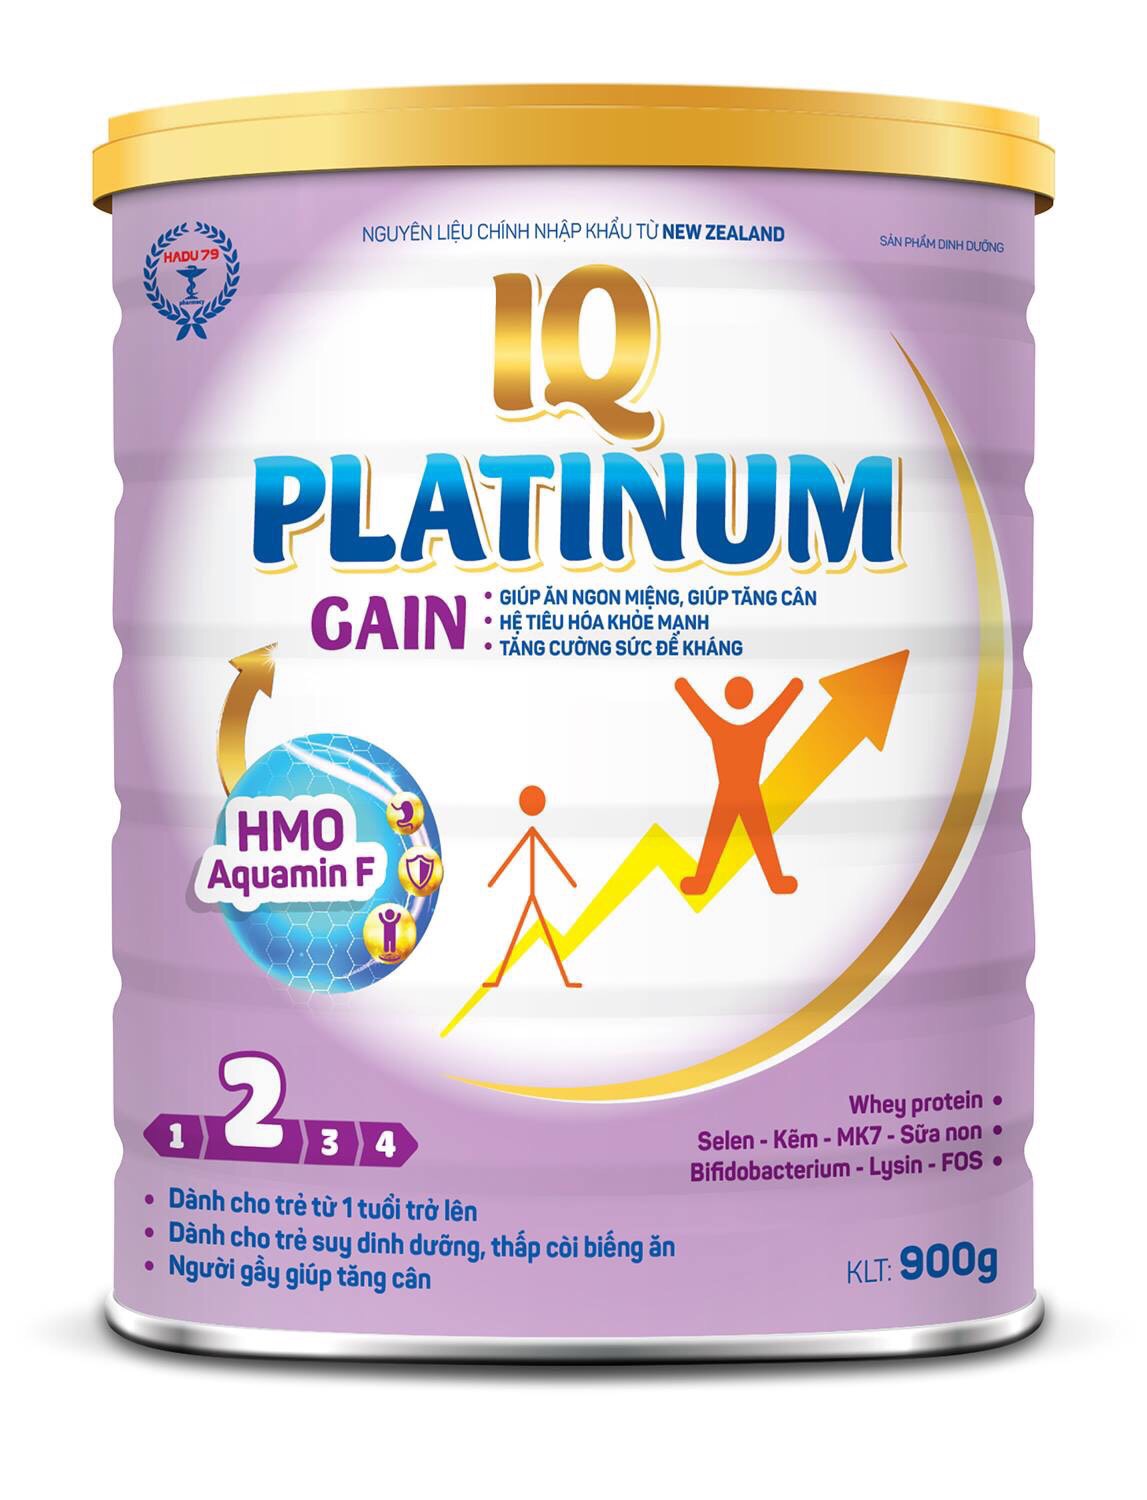 HADU 79
pharmacy
NGUYÊN LIỆU CHÍNH NHẬP KHẨU TỪ NEW ZEALAND
SẢN PHẨM DINH DƯỠNG
IQ
PLATINUM
GAIN
• GIÚP ĂN NGON MIỆNG, GIÚP TĂNG CÂN
• HỆ TIÊU HÓA KHỎE MẠNH
• TĂNG CƯỜNG SỨC ĐỀ KHÁNG
HMO
Aquamin F
1 2 3 4
Whey protein •
Selen - Kẽm - MK7 - Sữa non •
Bifidobacterium - Lysin - FOS •
• Dành cho trẻ từ 1 tuổi trở lên
• Dành cho trẻ suy dinh dưỡng, thấp còi biếng ăn
• Người gầy giúp tăng cân
KLT: 900g